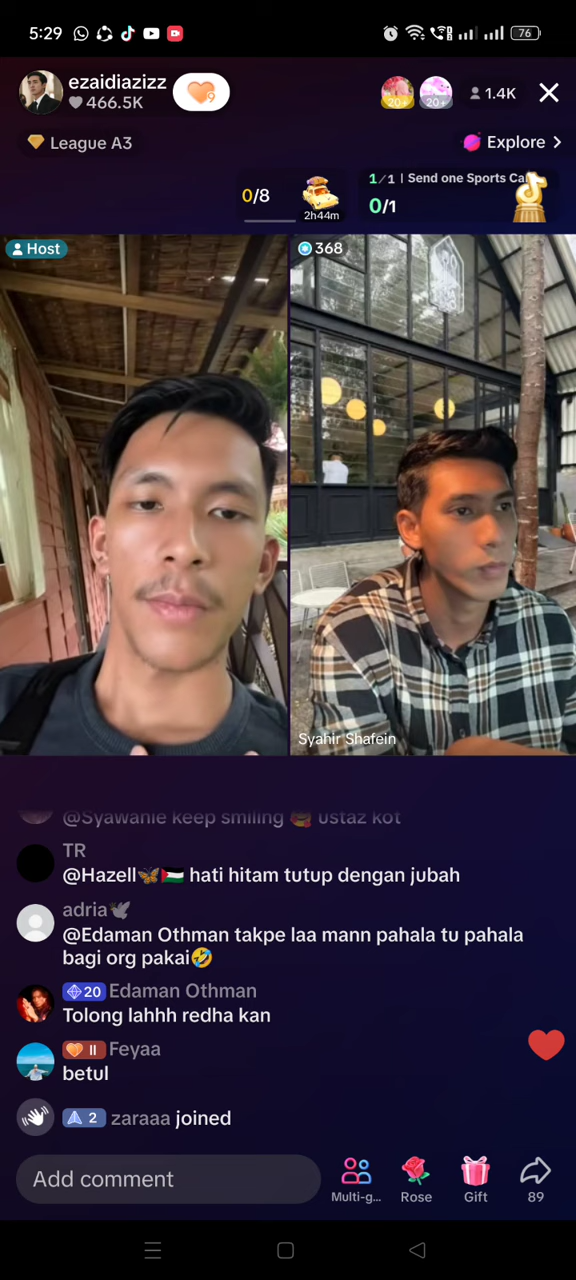 5:29
76
ezaidiazizz
466.5K
9
20+
20+
1.4K
League A3
Explore
0/8
2h44m
1/1 | Send one Sports Ca
0/1
Host
368
Syahir Shafein
@Syawanie keep smiling 🥰 ustaz kot
TR
@Hazell🦋🇵🇸 hati hitam tutup dengan jubah
adria🕊
@Edaman Othman takpe laa mann pahala tu pahala
bagi org pakai🤣
20 Edaman Othman
Tolong lahhh redha kan
II Feyaa
betul
2 zaraaa joined
Add comment
Multi-g...
Rose
Gift
89